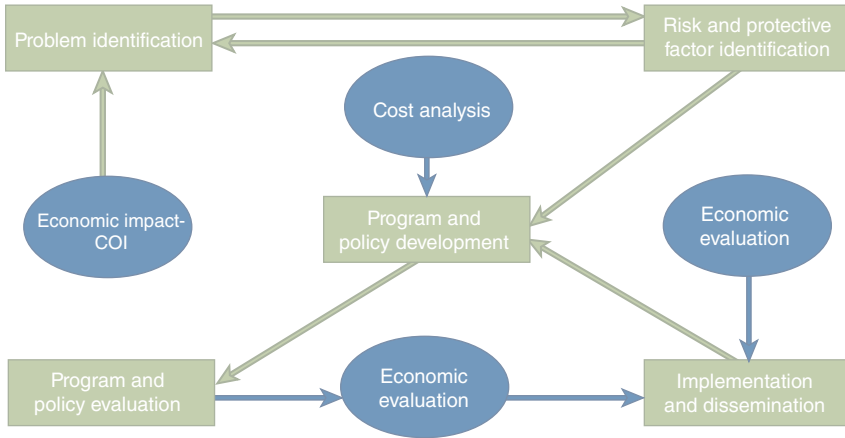 Problem identification
Risk and protective
factor identification
Cost analysis
Economic impact-
COI
Program and
policy development
Economic
evaluation
Program and
policy evaluation
Economic
evaluation
Implementation
and dissemination